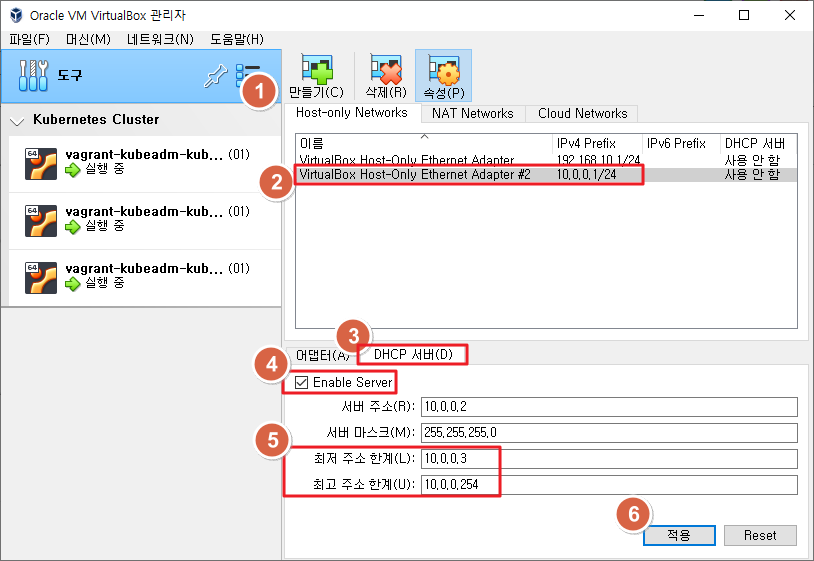 Oracle VM VirtualBox 관리자
파일(F) 머신(M) 네트워크(N) 도움말(H)
도구
1
만들기(C) 삭제(R) 속성(P)
Kubernetes Cluster
64 vagrant-kubeadm-kub... (01)
실행 중
64 vagrant-kubeadm-kub... (01)
실행 중
64 vagrant-kubeadm-kub... (01)
실행 중
Host-only Networks NAT Networks Cloud Networks
이름 IPv4 Prefix IPv6 Prefix DHCP 서버
VirtualBox Host-Only Ethernet Adapter 192.168.10.1/24 사용 안 함
2 VirtualBox Host-Only Ethernet Adapter #2 10.0.0.1/24 사용 안 함
3
어댑터(A) DHCP 서버(D)
4 Enable Server
서버 주소(R): 10.0.0.2
서버 마스크(M): 255.255.255.0
5
최저 주소 한계(L): 10.0.0.3
최고 주소 한계(U): 10.0.0.254
6
적용 Reset